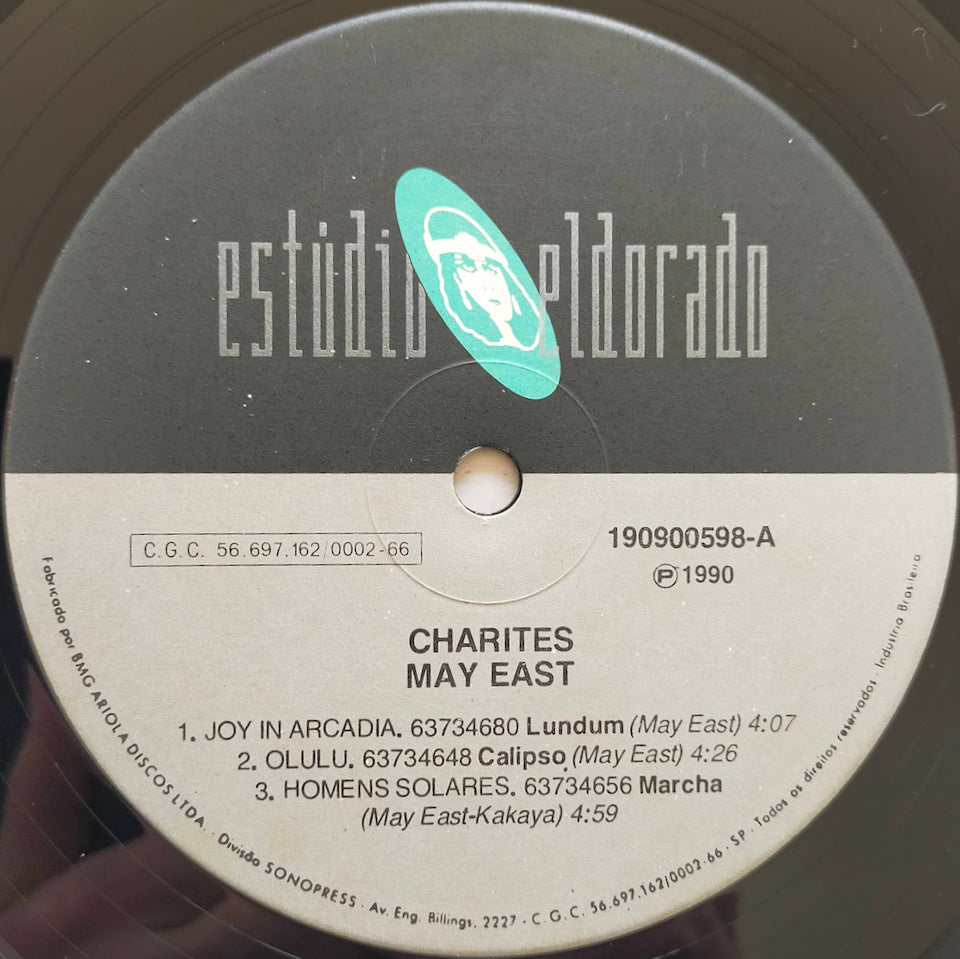 estúdio eldorado
C.G.C. 56.697.162/0002-66
190900598-A
Ⓟ 1990
CHARITES
MAY EAST
1. JOY IN ARCADIA. 63734680 Lundum (May East) 4:07
2. OLULU. 63734648 Calipso (May East) 4:26
3. HOMENS SOLARES. 63734656 Marcha
(May East-Kakaya) 4:59
Fabricado por BMG ARIOLA DISCOS LTDA. · Divisão SONOPRESS · Av. Eng. Billings, 2227 · C.G.C. 56.697.162/0002-66 · SP · Todos os direitos reservados · Industria Brasileira